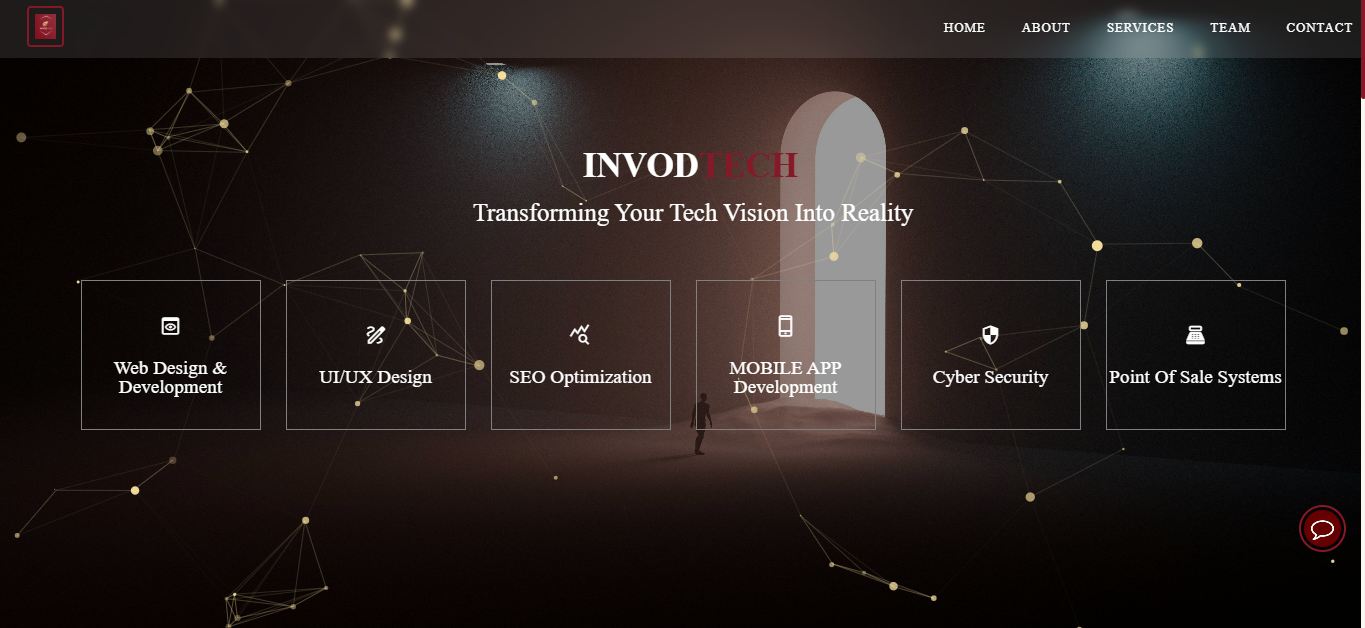 HOME ABOUT SERVICES TEAM CONTACT
INVODTECH
Transforming Your Tech Vision Into Reality
Web Design &
Development
UI/UX Design
SEO Optimization
MOBILE APP
Development
Cyber Security
Point Of Sale Systems